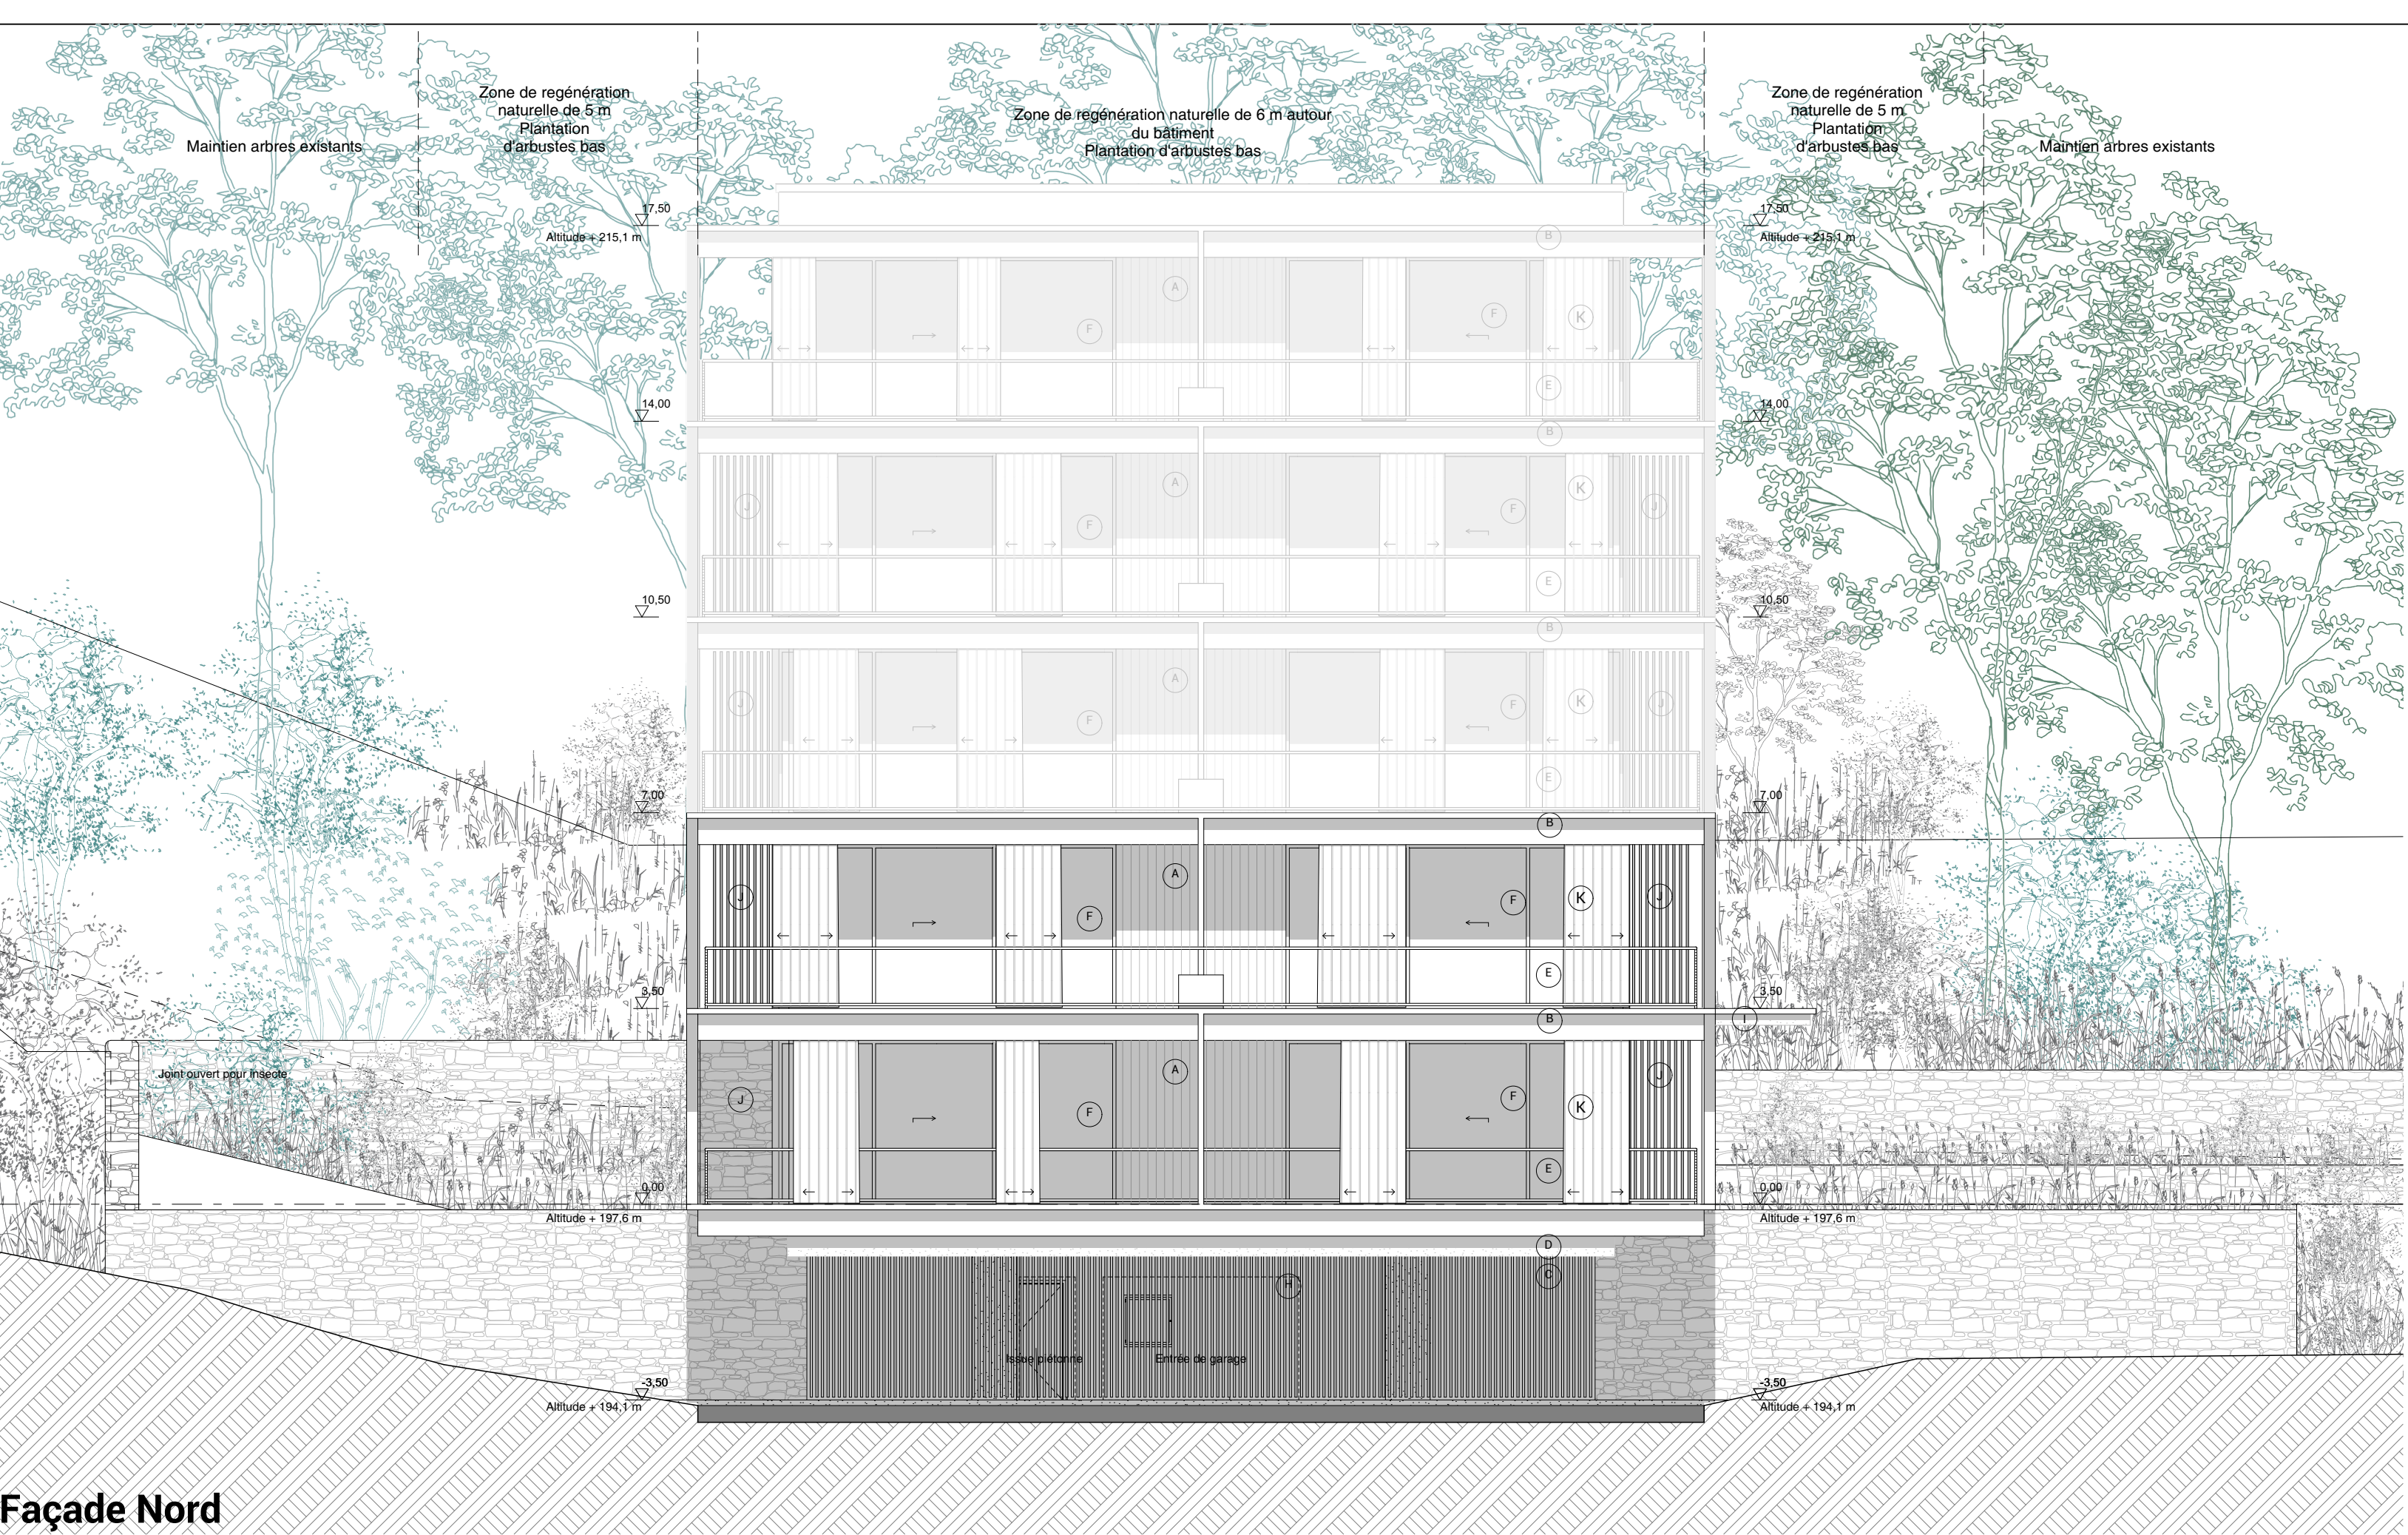 Zone de regénération
naturelle de 5 m
Plantation
d'arbustes bas
Maintien arbres existants
Zone de regénération naturelle de 6 m autour
du bâtiment
Plantation d'arbustes bas
Zone de regénération
naturelle de 5 m
Plantation
d'arbustes bas
Maintien arbres existants
17,50
Altitude + 215,1 m
17,50
Altitude + 215,1 m
B
A
F
F
K
E
14,00
14,00
B
A
K
J
F
F
J
E
10,50
10,50
B
A
K
J
F
F
J
E
7,00
7,00
B
A
J
F
F
K
J
E
3,50
3,50
B
I
Joint ouvert pour insecte
A
J
F
F
K
J
E
0,00
Altitude + 197,6 m
0,00
Altitude + 197,6 m
D
C
H
Issue piétonne
Entrée de garage
-3,50
Altitude + 194,1 m
-3,50
Altitude + 194,1 m
Façade Nord